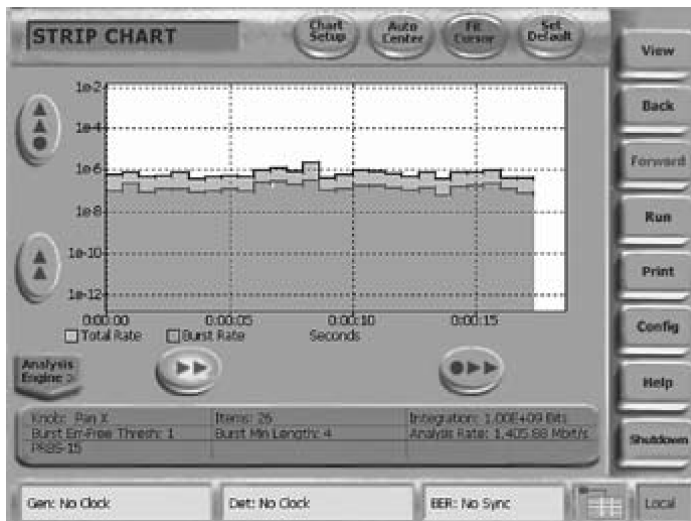 STRIP CHART
Chart Setup
Auto Center
Fit Cursor
Set Default
View
Back
Forward
Run
Print
Config
Help
Shutdown
1e-2
1e-4
1e-6
1e-8
1e-10
1e-12
0:00:00 0:00:05 0:00:10 0:00:15
Total Rate Burst Rate Seconds
Analysis Engine >
Knob: Pan X Items: 26 Integration: 1.00E+09 Bits
Burst Err-Free Thresh: 1 Burst Min Length: 4 Analysis Rate: 1,405.88 Mbit/s
PRBS-15
Gen: No Clock Det: No Clock BER: No Sync Local